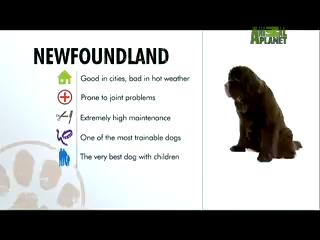 ANIMAL
PLANET
NEWFOUNDLAND
Good in cities, bad in hot weather
Prone to joint problems
Extremely high maintenance
One of the most trainable dogs
The very best dog with children